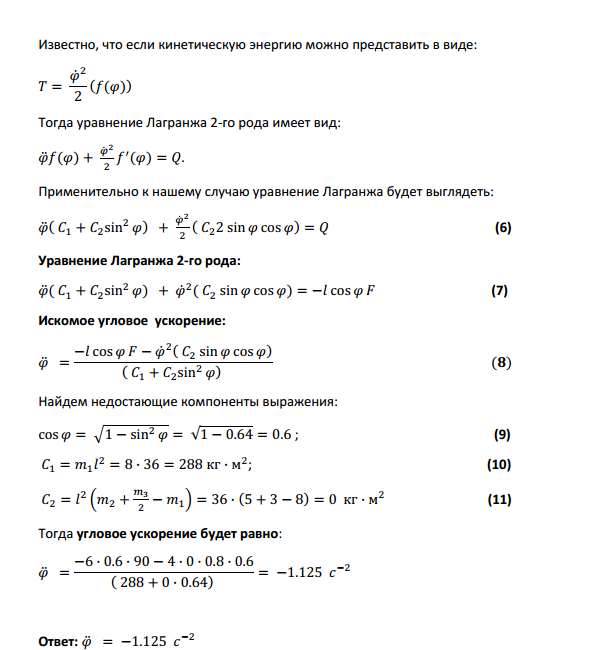 Известно, что если кинетическую энергию можно представить в виде:
T = φ̇²/2 (f(φ))
Тогда уравнение Лагранжа 2-го рода имеет вид:
φ̈f(φ) + φ̇²/2 f′(φ) = Q.
Применительно к нашему случаю уравнение Лагранжа будет выглядеть:
φ̈( C₁ + C₂sin² φ) + φ̇²/2 ( C₂2 sin φ cos φ) = Q (6)
Уравнение Лагранжа 2-го рода:
φ̈( C₁ + C₂sin² φ) + φ̇²( C₂ sin φ cos φ) = −l cos φ F (7)
Искомое угловое ускорение:
φ̈ = (−l cos φ F − φ̇²( C₂ sin φ cos φ))/(( C₁ + C₂sin² φ)) (8)
Найдем недостающие компоненты выражения:
cos φ = √(1 − sin² φ) = √(1 − 0.64) = 0.6 ; (9)
C₁ = m₁l² = 8 · 36 = 288 кг · м²; (10)
C₂ = l² (m₂ + m₃/2 − m₁) = 36 · (5 + 3 − 8) = 0 кг · м² (11)
Тогда угловое ускорение будет равно:
φ̈ = (−6 · 0.6 · 90 − 4 · 0 · 0.8 · 0.6)/(( 288 + 0 · 0.64)) = −1.125 c⁻²
Ответ: φ̈ = −1.125 c⁻²